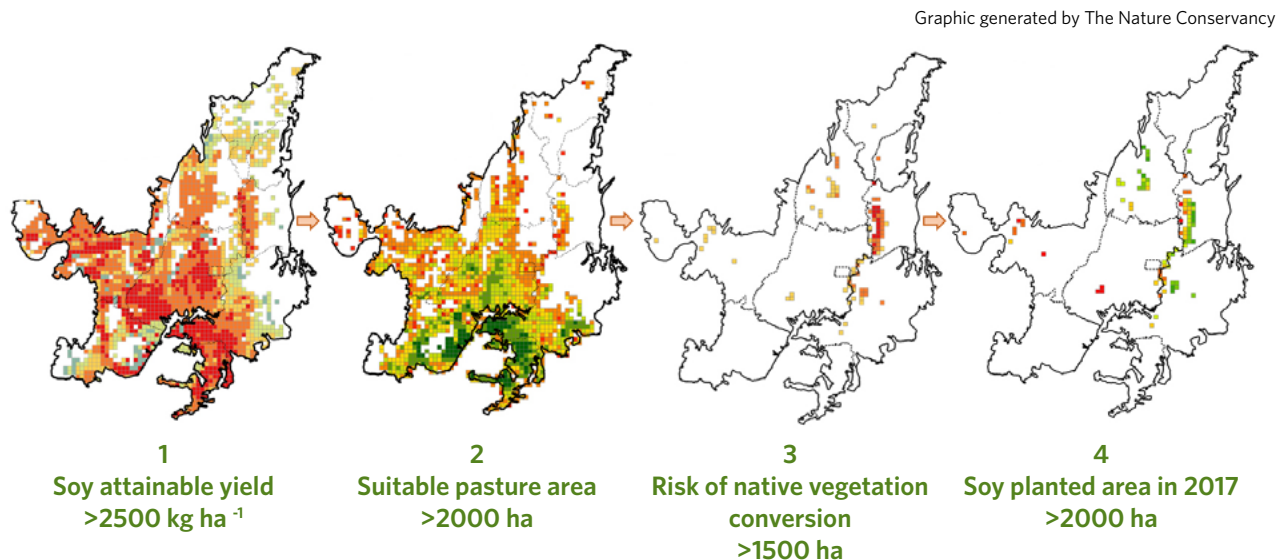 Graphic generated by The Nature Conservancy
1
Soy attainable yield
>2500 kg ha ⁻¹
2
Suitable pasture area
>2000 ha
3
Risk of native vegetation
conversion
>1500 ha
4
Soy planted area in 2017
>2000 ha